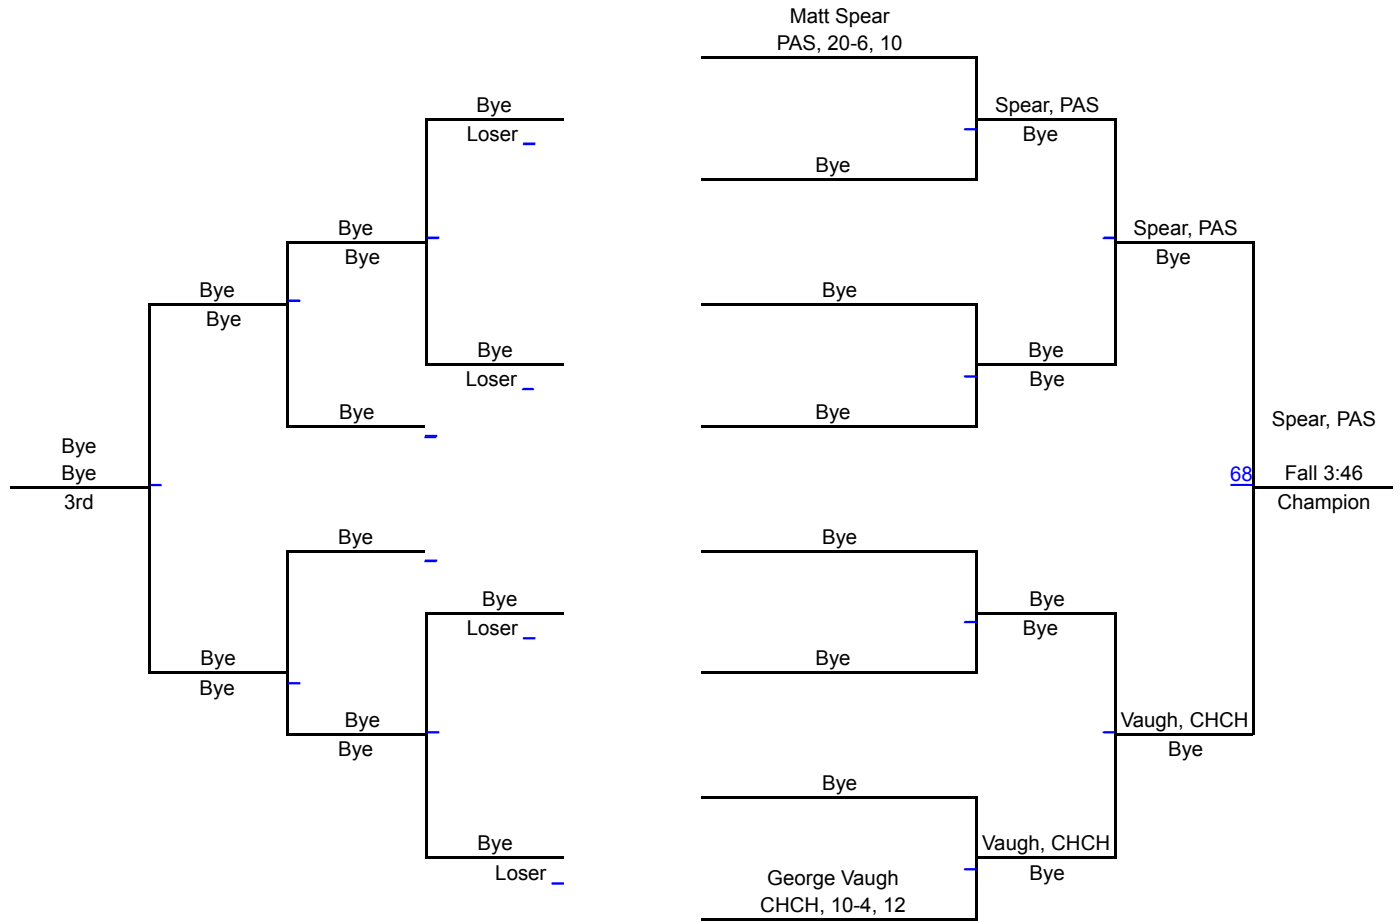 Matt Spear
PAS, 20-6, 10
Bye
Spear, PAS
Bye
Bye
Bye
Bye
Bye
Spear, PAS
Bye
Bye
Bye
Bye
Bye
Bye
Bye
Vaugh, CHCH
Bye
George Vaugh
CHCH, 10-4, 12
Vaugh, CHCH
Bye
Spear, PAS
68
Fall 3:46
Champion
Bye
Loser
Bye
Loser
Bye
Bye
Bye
Bye
Bye
Bye
Bye
3rd
Bye
Bye
Loser
Bye
Bye
Bye
Bye
Bye
Loser